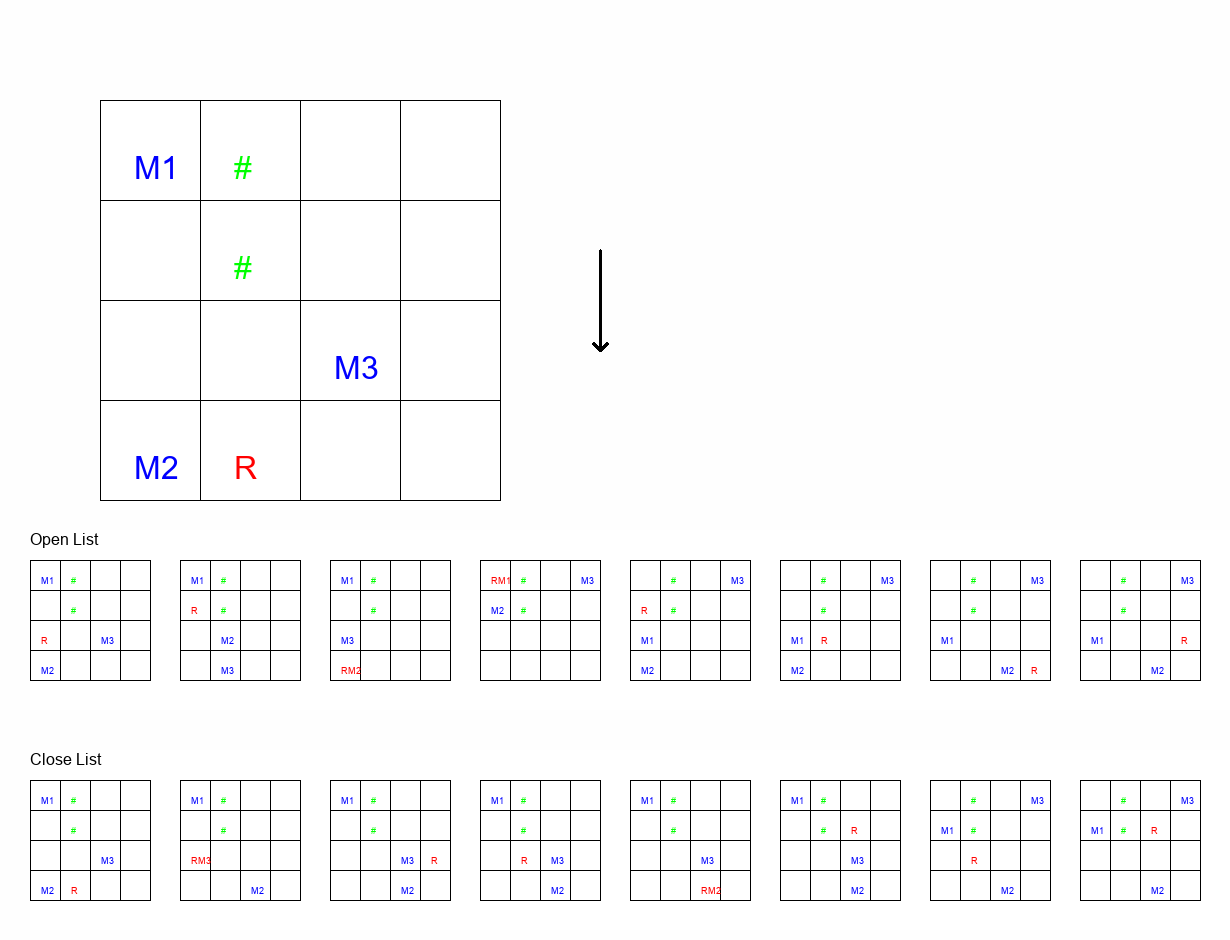 M1 #
#
M3
M2 R
Open List
M1 # M1 # M1 # RM1 # M3 # M3 # M3 # M3 # M3
# R # # M2 # R # # # #
R M3 M2 M3 M1 M1 R M1 M1 R
M2 M3 RM2 M2 M2 M2 R M2
Close List
M1 # M1 # M1 # M1 # M1 # M1 # # M3 # M3
# # # # # # R M1 # M1 # R
M3 RM3 M3 R R M3 M3 M3 R
M2 R M2 M2 M2 RM2 M2 M2 M2